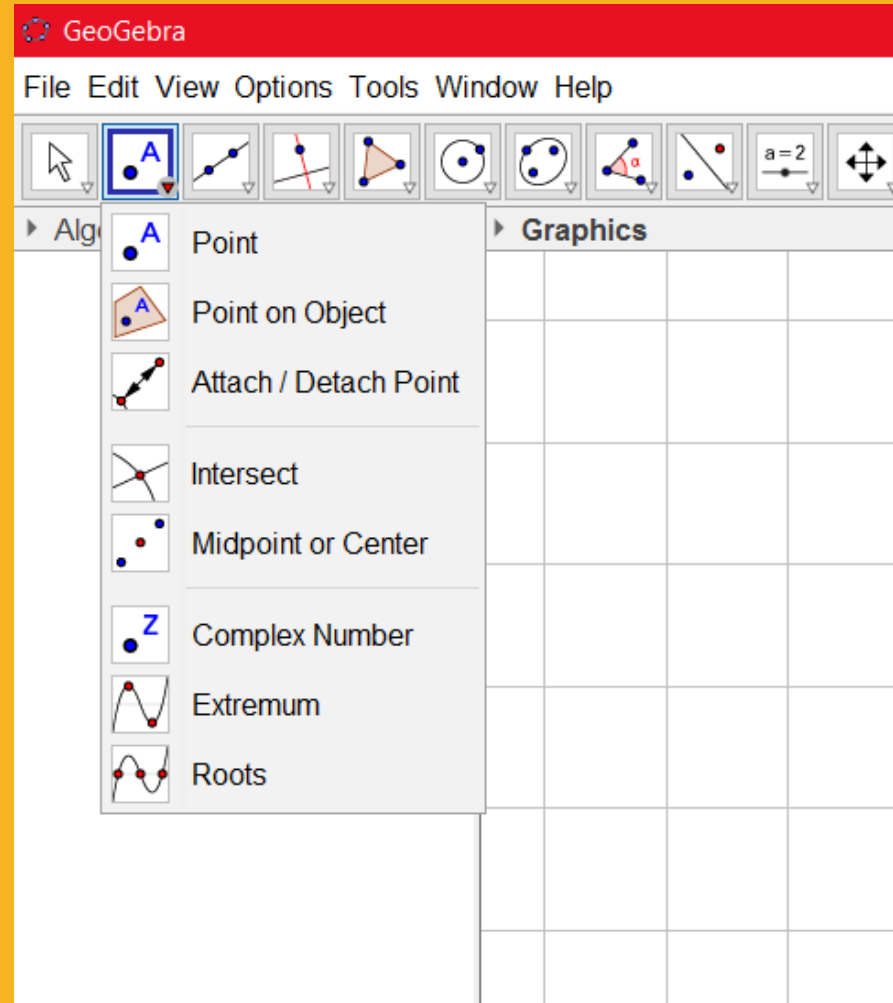 GeoGebra
File Edit View Options Tools Window Help
A
α
a=2
Alg
Graphics
A Point
A Point on Object
Attach / Detach Point
Intersect
Midpoint or Center
Z Complex Number
Extremum
Roots